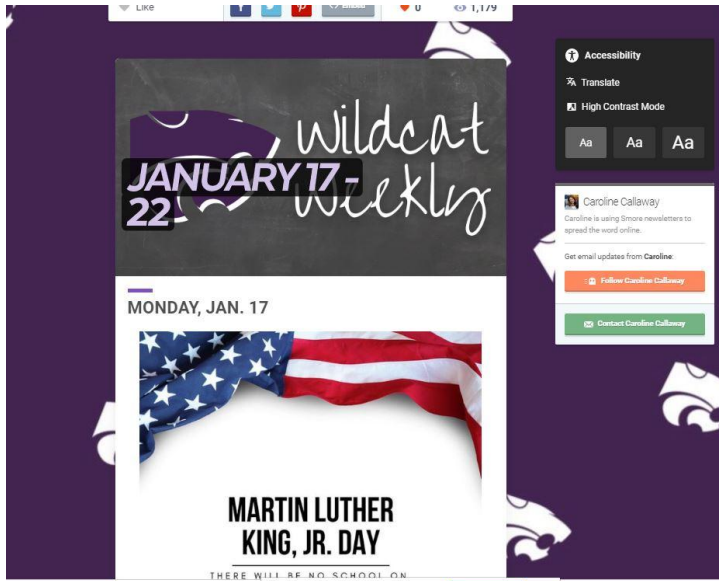 Like
0
1,179
Accessibility
Translate
High Contrast Mode
Aa Aa Aa
Wildcat
Weekly
JANUARY 17 -
22
Caroline Callaway
Caroline is using Smore newsletters to
spread the word online.
Get email updates from Caroline:
Follow Caroline Callaway
Contact Caroline Callaway
MONDAY, JAN. 17
MARTIN LUTHER
KING, JR. DAY
THERE WILL BE NO SCHOOL ON